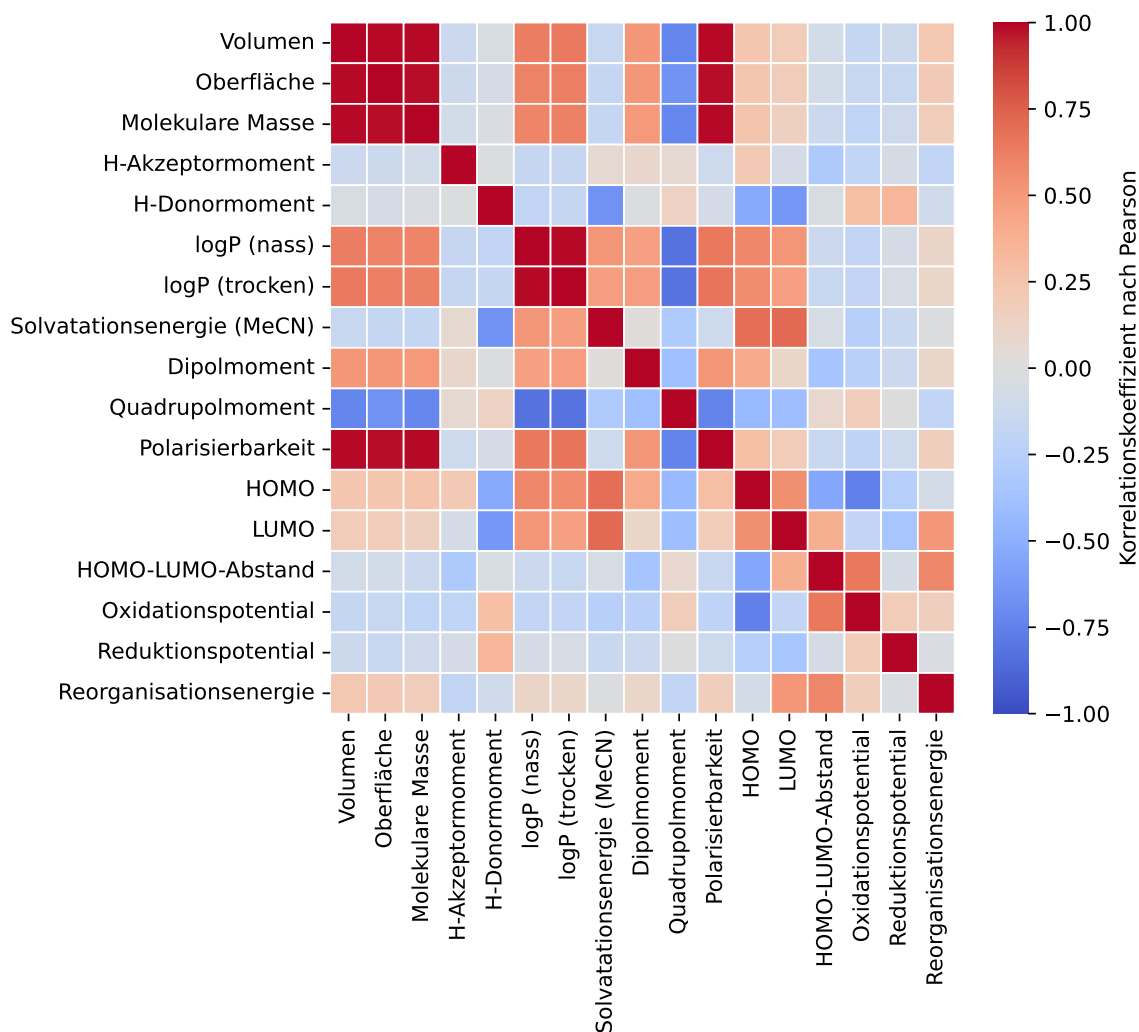 Volumen
Oberfläche
Molekulare Masse
H-Akzeptormoment
H-Donormoment
logP (nass)
logP (trocken)
Solvatationsenergie (MeCN)
Dipolmoment
Quadrupolmoment
Polarisierbarkeit
HOMO
LUMO
HOMO-LUMO-Abstand
Oxidationspotential
Reduktionspotential
Reorganisationsenergie
Volumen
Oberfläche
Molekulare Masse
H-Akzeptormoment
H-Donormoment
logP (nass)
logP (trocken)
Solvatationsenergie (MeCN)
Dipolmoment
Quadrupolmoment
Polarisierbarkeit
HOMO
LUMO
HOMO-LUMO-Abstand
Oxidationspotential
Reduktionspotential
Reorganisationsenergie
1.00
0.75
0.50
0.25
0.00
−0.25
−0.50
−0.75
−1.00
Korrelationskoeffizient nach Pearson